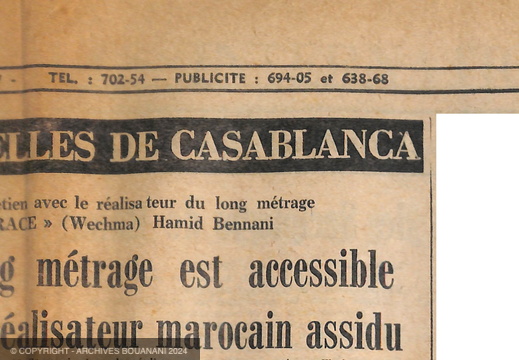 TEL. : 702-54 — PUBLICITE : 694-05 et 638-68
ELLES DE CASABLANCA
etien avec le réalisateur du long métrage
RACE » (Wechma) Hamid Bennani
g métrage est accessible
éalisateur marocain assidu
© COPYRIGHT - ARCHIVES BOUANANI 2024